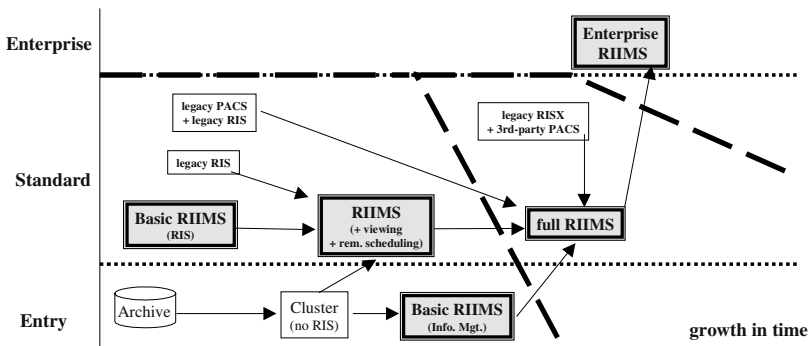 Enterprise
Enterprise
RIIMS
legacy PACS
+ legacy RIS
legacy RISX
+ 3rd-party PACS
legacy RIS
Standard
Basic RIIMS
(RIS)
RIIMS
(+ viewing
+ rem. scheduling)
full RIIMS
Archive
Cluster
(no RIS)
Basic RIIMS
(Info. Mgt.)
Entry
growth in time